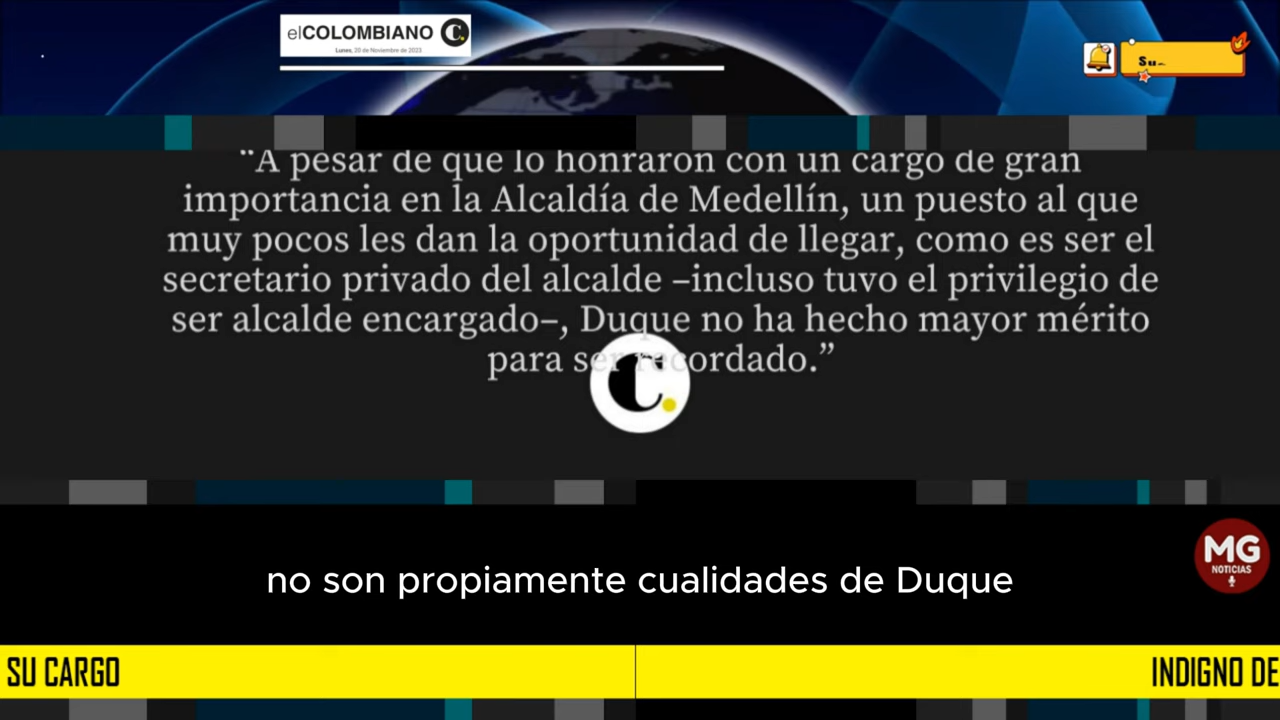 elCOLOMBIANO C
Lunes, 20 de Noviembre de 2023
Su
“A pesar de que lo honraron con un cargo de gran
importancia en la Alcaldía de Medellín, un puesto al que
muy pocos les dan la oportunidad de llegar, como es ser el
secretario privado del alcalde –incluso tuvo el privilegio de
ser alcalde encargado–, Duque no ha hecho mayor mérito
para ser recordado.”
C.
MG
NOTICIAS
no son propiamente cualidades de Duque
SU CARGO
INDIGNO DE